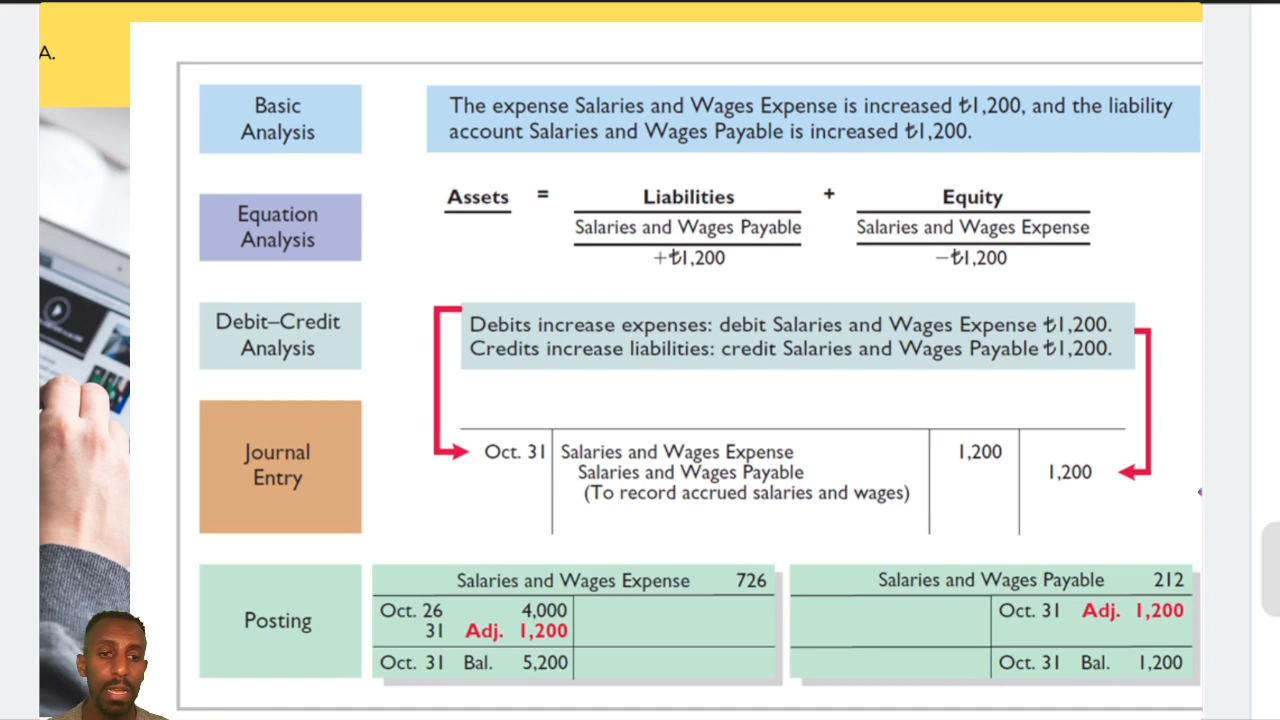 A.
Basic
Analysis
The expense Salaries and Wages Expense is increased ₺1,200, and the liability
account Salaries and Wages Payable is increased ₺1,200.
Equation
Analysis
Assets = Liabilities + Equity
Salaries and Wages Payable Salaries and Wages Expense
+₺1,200 −₺1,200
Debit–Credit
Analysis
Debits increase expenses: debit Salaries and Wages Expense ₺1,200.
Credits increase liabilities: credit Salaries and Wages Payable ₺1,200.
Journal
Entry
Oct. 31 Salaries and Wages Expense 1,200
Salaries and Wages Payable 1,200
(To record accrued salaries and wages)
Posting
Salaries and Wages Expense 726
Oct. 26 4,000
31 Adj. 1,200
Oct. 31 Bal. 5,200
Salaries and Wages Payable 212
Oct. 31 Adj. 1,200
Oct. 31 Bal. 1,200